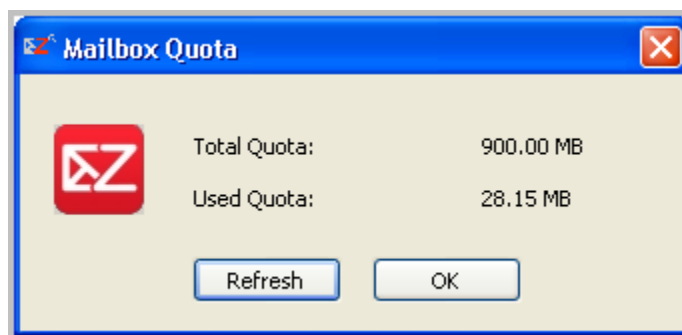 Mailbox Quota
Total Quota: 900.00 MB
Used Quota: 28.15 MB
Refresh OK